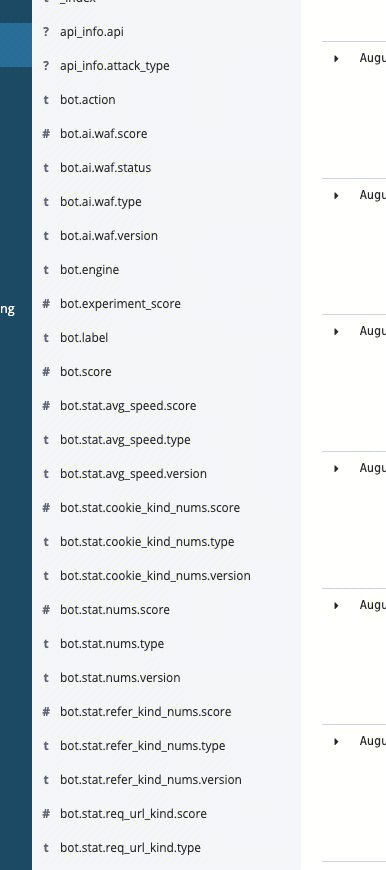 _index
? api_info.api
? api_info.attack_type
t bot.action
# bot.ai.waf.score
t bot.ai.waf.status
t bot.ai.waf.type
t bot.ai.waf.version
t bot.engine
# bot.experiment_score
t bot.label
# bot.score
# bot.stat.avg_speed.score
t bot.stat.avg_speed.type
t bot.stat.avg_speed.version
# bot.stat.cookie_kind_nums.score
t bot.stat.cookie_kind_nums.type
t bot.stat.cookie_kind_nums.version
# bot.stat.nums.score
t bot.stat.nums.type
t bot.stat.nums.version
# bot.stat.refer_kind_nums.score
t bot.stat.refer_kind_nums.type
t bot.stat.refer_kind_nums.version
# bot.stat.req_url_kind.score
t bot.stat.req_url_kind.type
ng
Augu
Augu
Augu
Augu
Augu
Augu